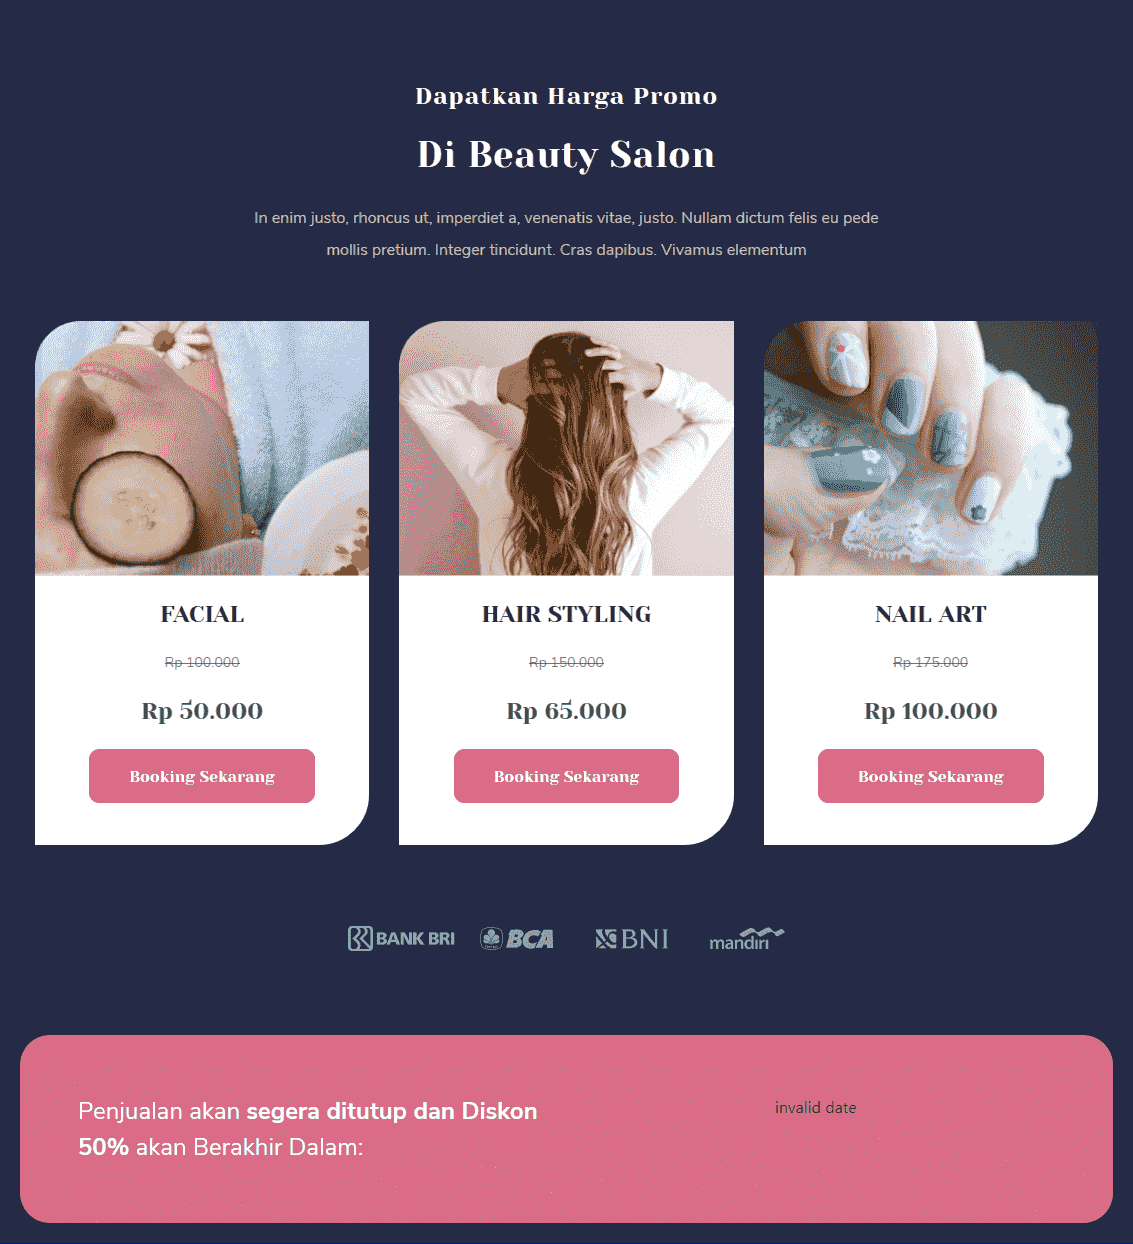 Dapatkan Harga Promo
Di Beauty Salon
In enim justo, rhoncus ut, imperdiet a, venenatis vitae, justo. Nullam dictum felis eu pede
mollis pretium. Integer tincidunt. Cras dapibus. Vivamus elementum
FACIAL
Rp 100.000
Rp 50.000
Booking Sekarang
HAIR STYLING
Rp 150.000
Rp 65.000
Booking Sekarang
NAIL ART
Rp 175.000
Rp 100.000
Booking Sekarang
BANK BRI BCA BNI mandiri
Penjualan akan segera ditutup dan Diskon
50% akan Berakhir Dalam:
invalid date